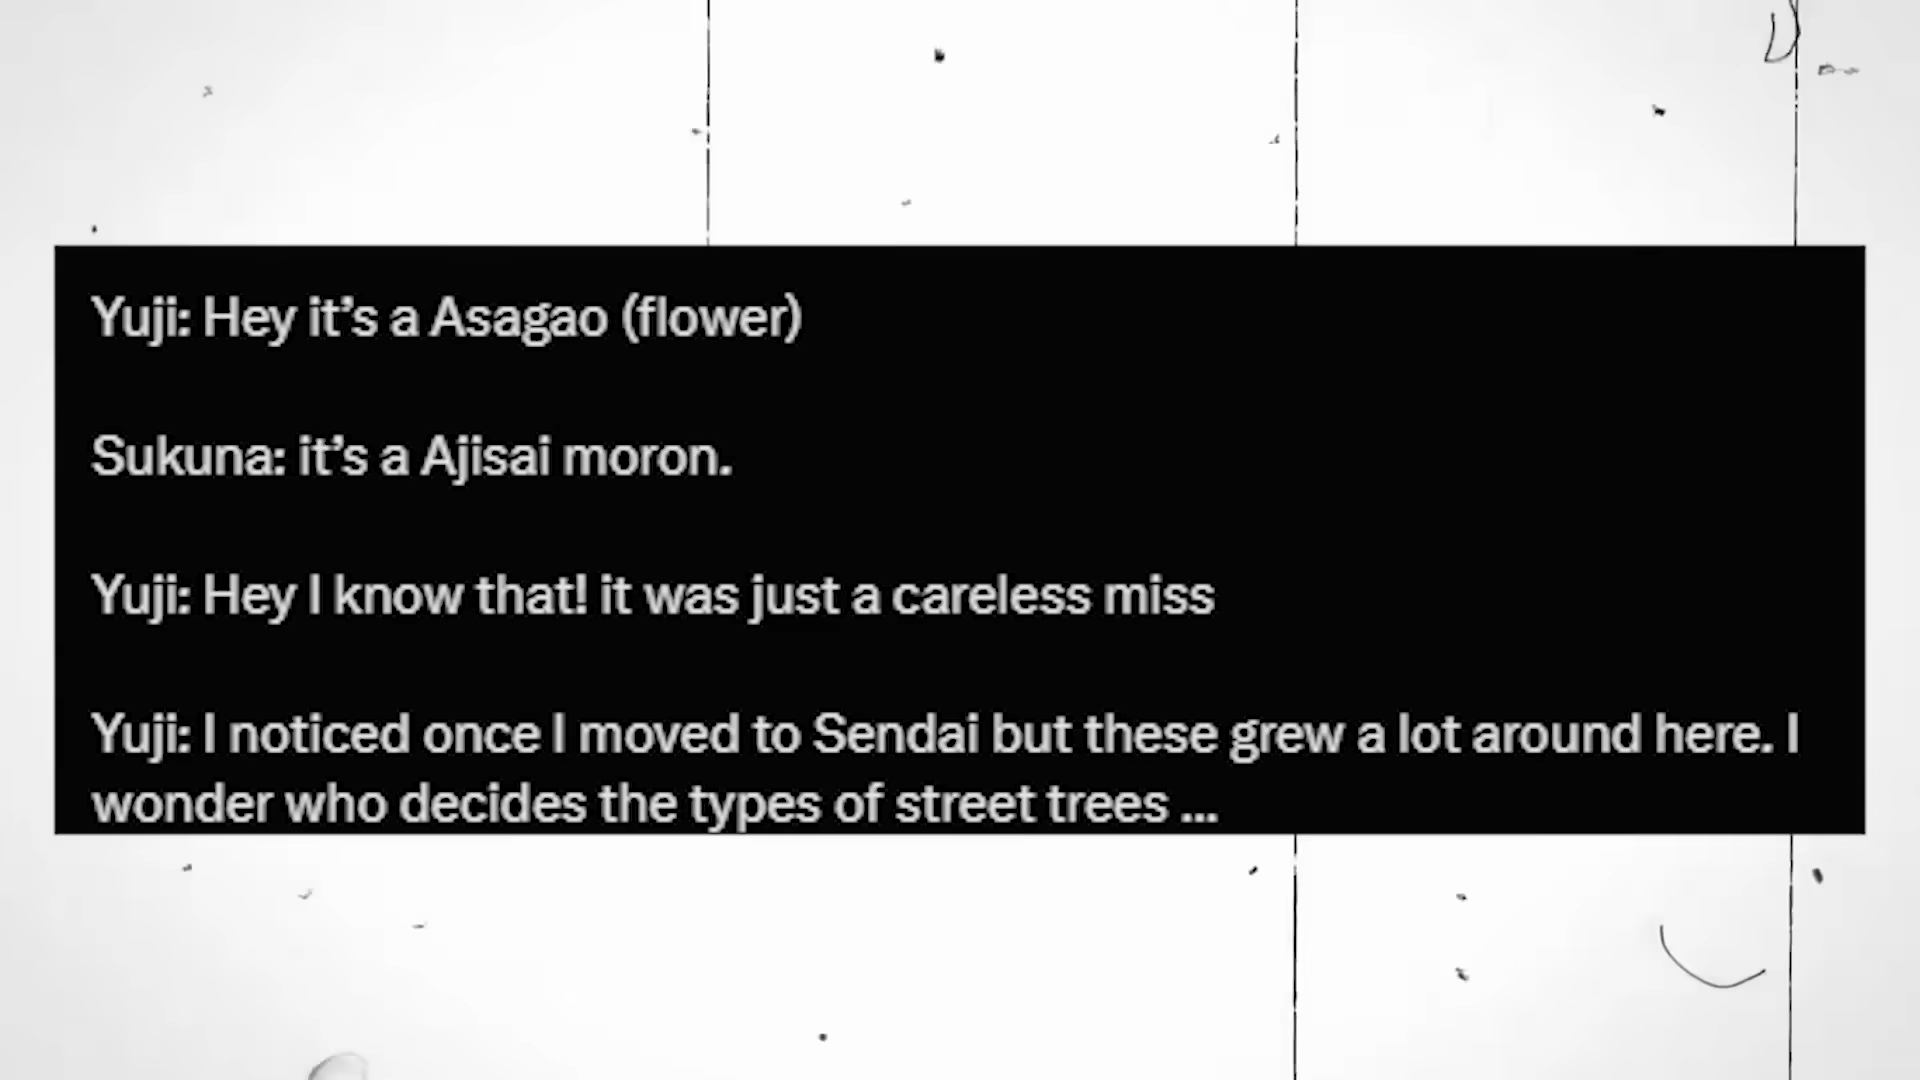 Yuji: Hey it’s a Asagao (flower)
Sukuna: it’s a Ajisai moron.
Yuji: Hey I know that! it was just a careless miss
Yuji: I noticed once I moved to Sendai but these grew a lot around here. I
wonder who decides the types of street trees ...